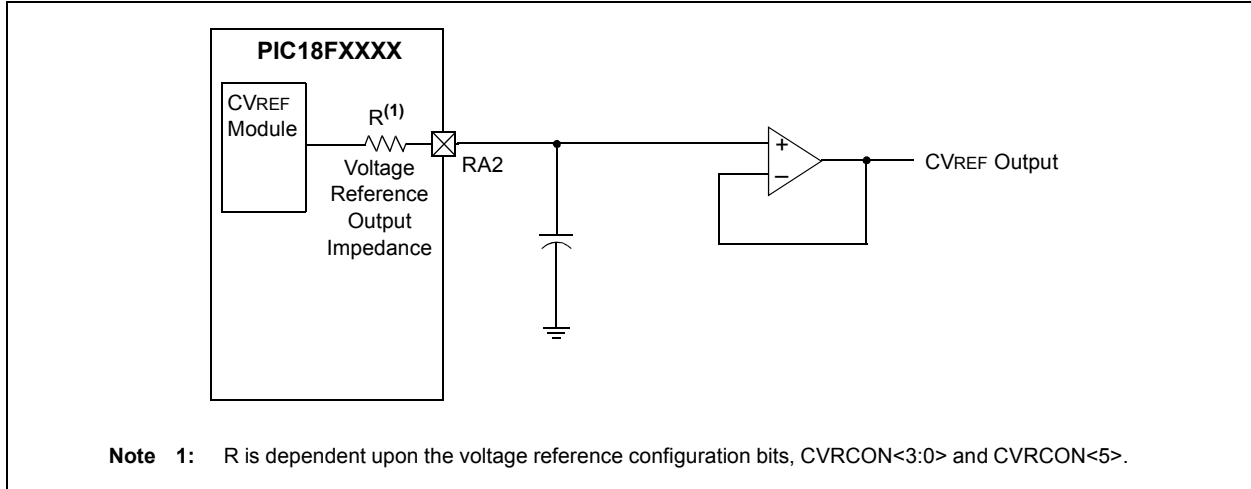 PIC18FXXXX
CVREF
Module
R(1)
Voltage
Reference
Output
Impedance
RA2
+
–
CVREF Output
Note 1: R is dependent upon the voltage reference configuration bits, CVRCON<3:0> and CVRCON<5>.